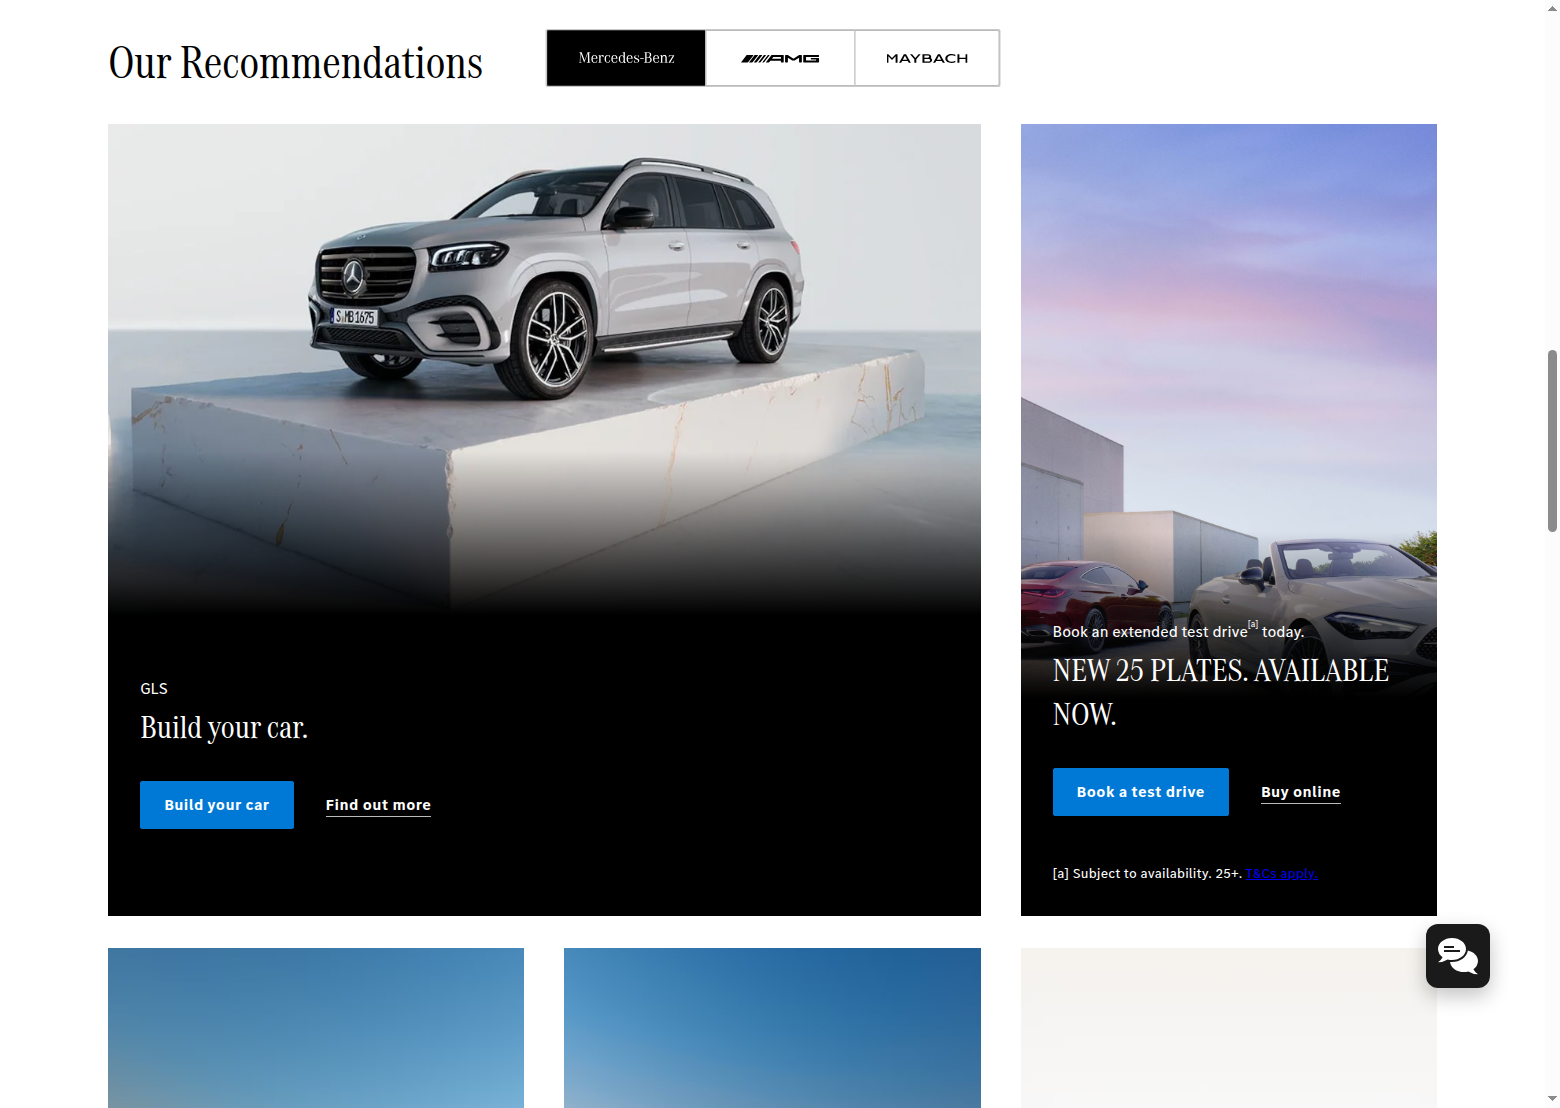 Our Recommendations
Mercedes-Benz
AMG
MAYBACH
S MB 1675
GLS
Build your car.
Build your car
Find out more
Book an extended test drive[a] today.
NEW 25 PLATES. AVAILABLE
NOW.
Book a test drive
Buy online
[a] Subject to availability. 25+. T&Cs apply.